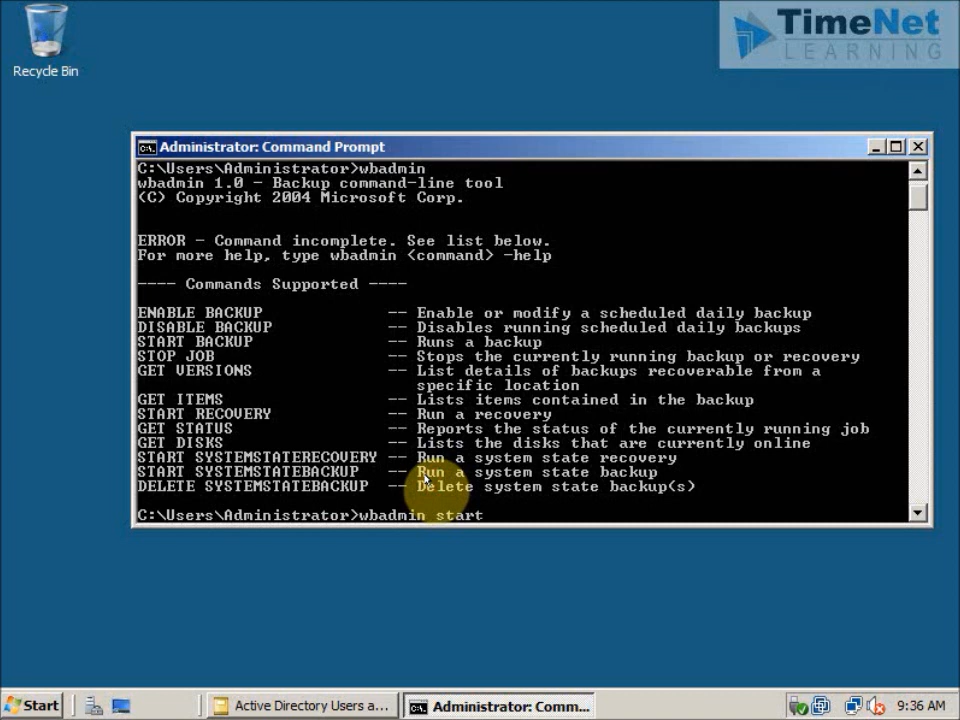 Recycle Bin
TimeNet
LEARNING
Administrator: Command Prompt
C:\Users\Administrator>wbadmin
wbadmin 1.0 - Backup command-line tool
(C) Copyright 2004 Microsoft Corp.
ERROR - Command incomplete. See list below.
For more help, type wbadmin <command> -help
---- Commands Supported ----
ENABLE BACKUP -- Enable or modify a scheduled daily backup
DISABLE BACKUP -- Disables running scheduled daily backups
START BACKUP -- Runs a backup
STOP JOB -- Stops the currently running backup or recovery
GET VERSIONS -- List details of backups recoverable from a
specific location
GET ITEMS -- Lists items contained in the backup
START RECOVERY -- Run a recovery
GET STATUS -- Reports the status of the currently running job
GET DISKS -- Lists the disks that are currently online
START SYSTEMSTATERECOVERY -- Run a system state recovery
START SYSTEMSTATEBACKUP -- Run a system state backup
DELETE SYSTEMSTATEBACKUP -- Delete system state backup(s)
C:\Users\Administrator>wbadmin start
Start
Active Directory Users a...
Administrator: Comm...
9:36 AM